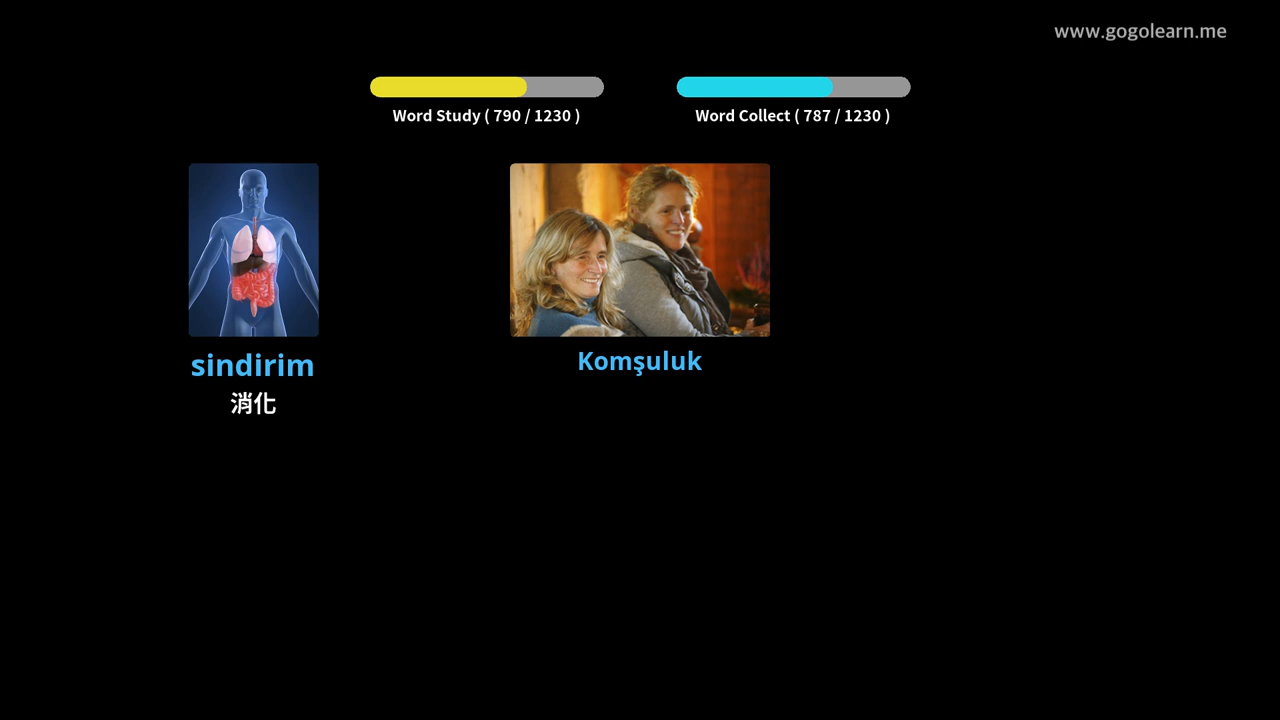 www.gogolearn.me
Word Study ( 790 / 1230 )
Word Collect ( 787 / 1230 )
sindirim
消化
Komşuluk